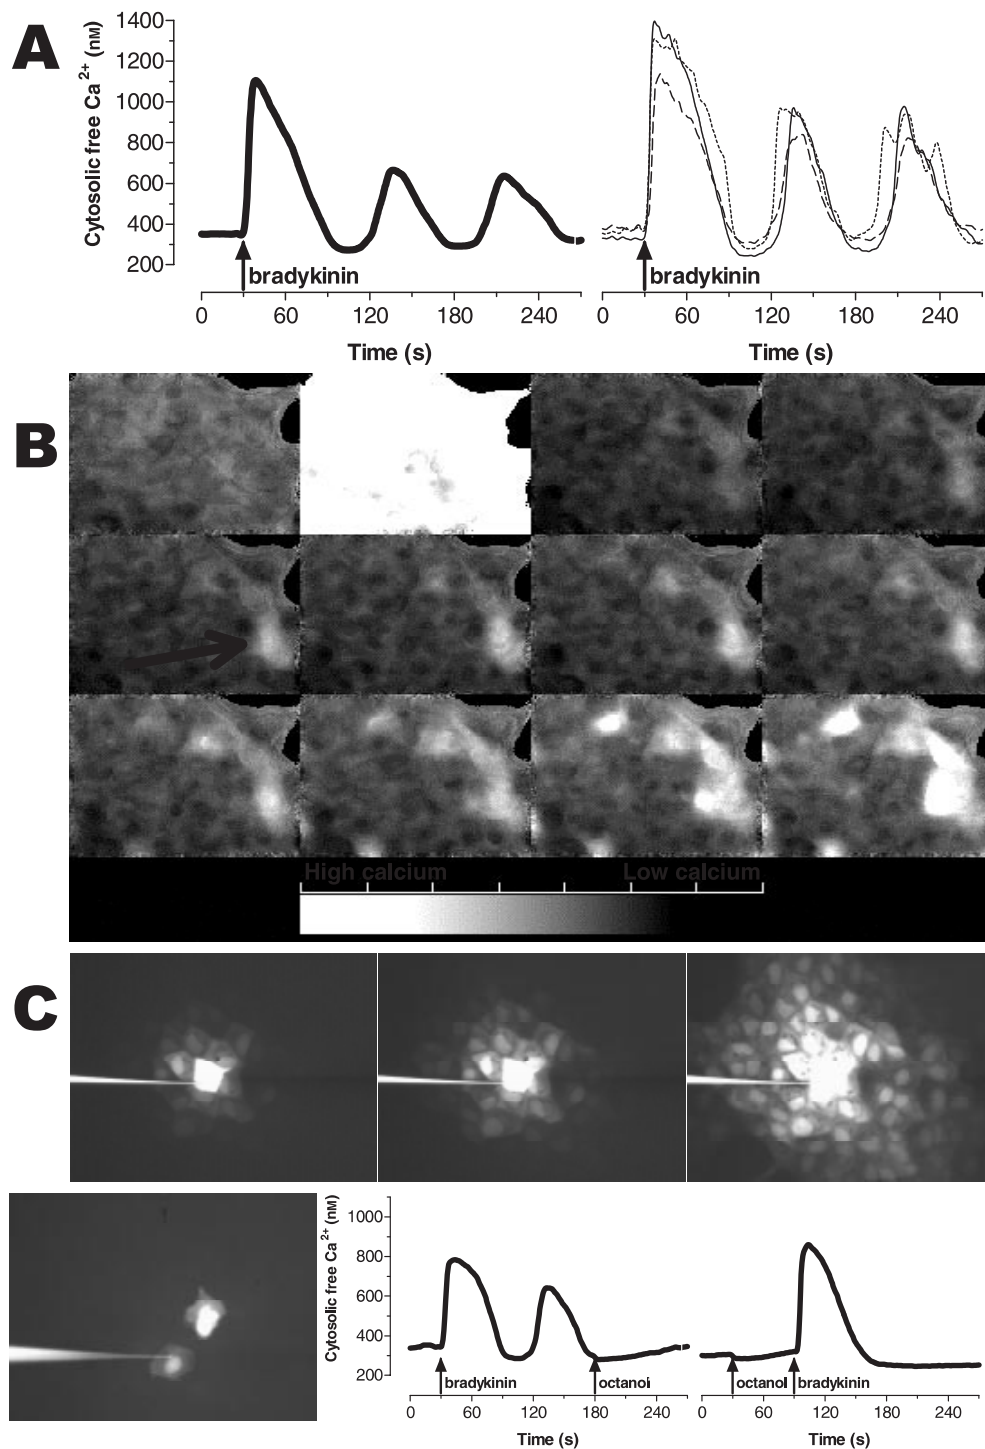 A
Cytosolic free Ca2+ (nM)
1400
1200
1000
800
600
400
200
bradykinin
bradykinin
0 60 120 180 240
0 60 120 180 240
Time (s)
Time (s)
B
High calcium
Low calcium
C
Cytosolic free Ca2+ (nM)
1000
800
600
400
200
bradykinin
octanol
octanol
bradykinin
0 60 120 180 240
0 60 120 180 240
Time (s)
Time (s)